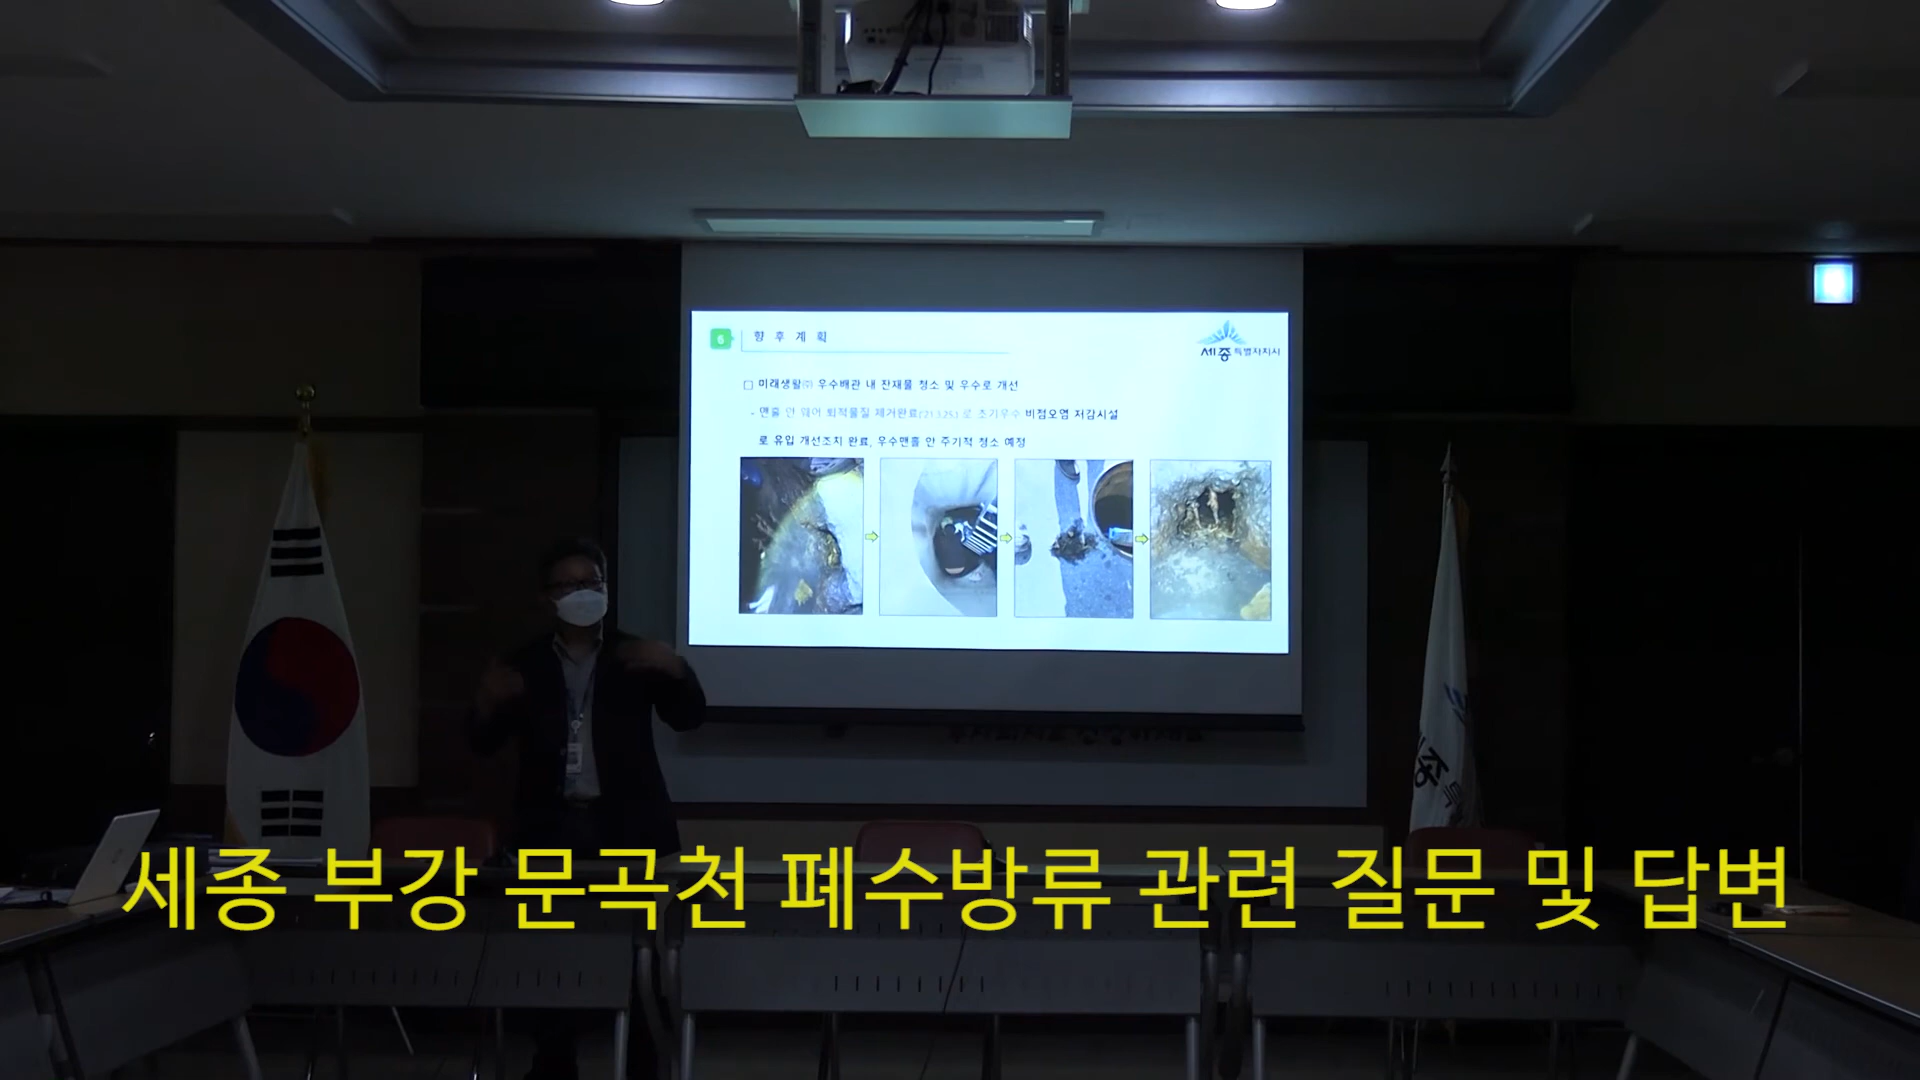 6 향 후 계 획
세종특별자치시
□ 미래생활㈜ 우수배관 내 잔재물 청소 및 우수로 개선
- 맨홀 안 웨어 퇴적물질 제거완료('21.3.25.)로 초기우수 비점오염 저감시설
로 유입 개선조치 완료, 우수맨홀 안 주기적 청소 예정
세종 부강 문곡천 폐수방류 관련 질문 및 답변